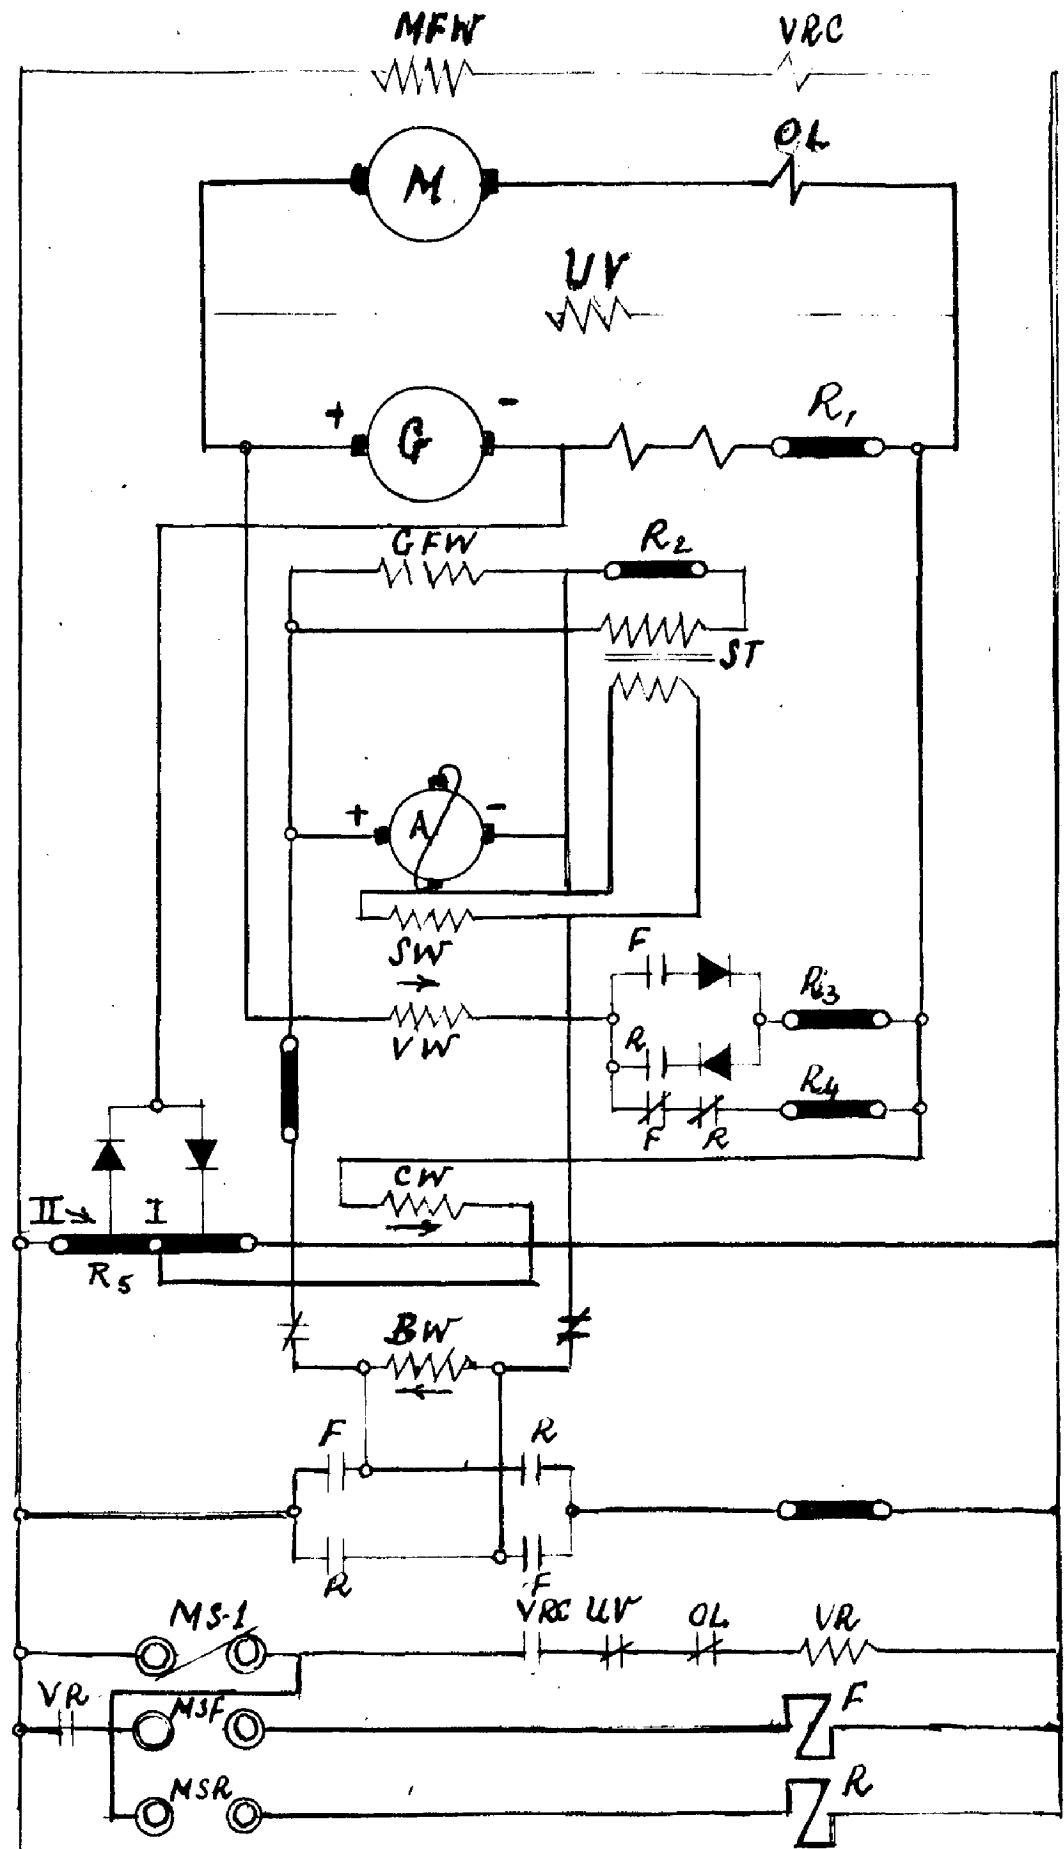 MFW VRC
M OL
UV
+ G - R1
GFW R2
ST
+ A -
SW
F
VW R R3
F R R4
CW
II I
R5
BW
F R
R F
MS-1 VRC UV OL VR
VR MSF F
MSR R